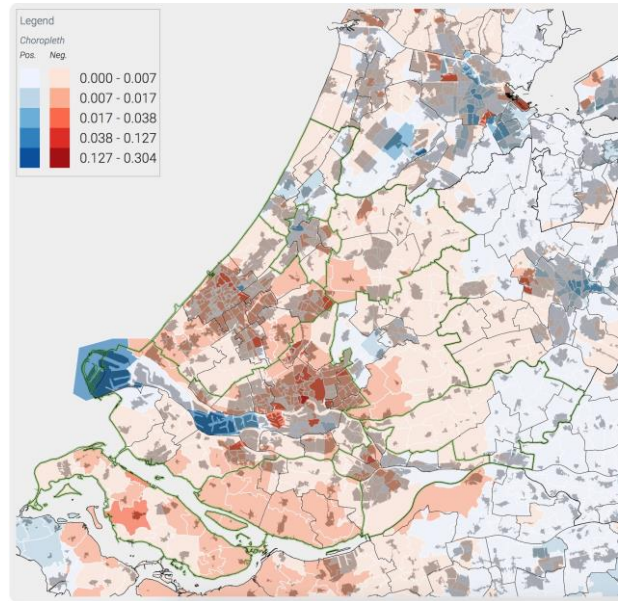 Legend
Choropleth
Pos. Neg.
0.000 - 0.007
0.007 - 0.017
0.017 - 0.038
0.038 - 0.127
0.127 - 0.304